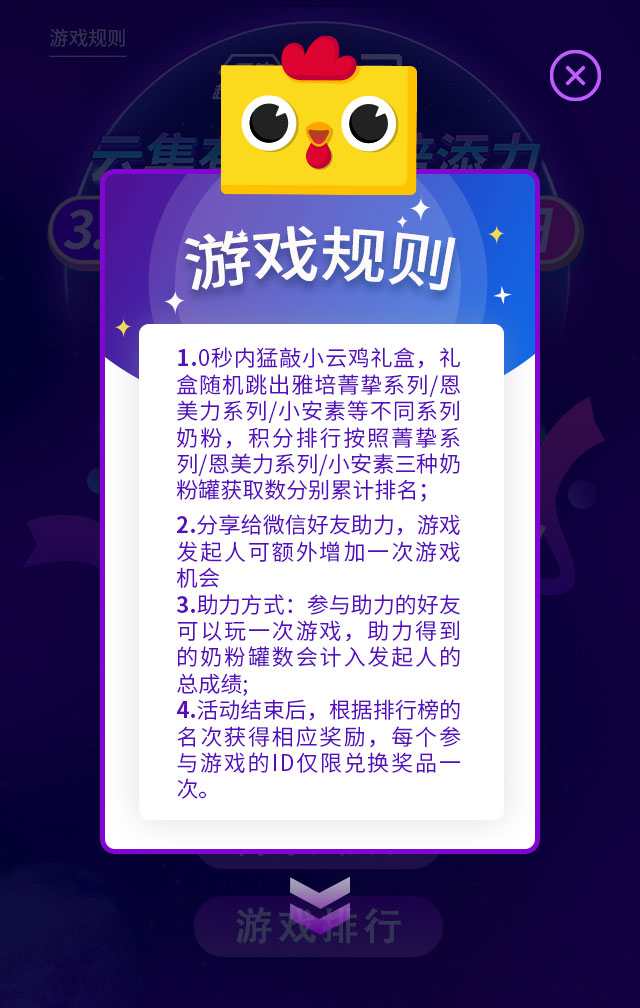 游戏规则
云集
添力
3.
游戏规则
1.0秒内猛敲小云鸡礼盒，礼
盒随机跳出雅培菁挚系列/恩
美力系列/小安素等不同系列
奶粉，积分排行按照菁挚系
列/恩美力系列/小安素三种奶
粉罐获取数分别累计排名；
2.分享给微信好友助力，游戏
发起人可额外增加一次游戏
机会
3.助力方式：参与助力的好友
可以玩一次游戏，助力得到
的奶粉罐数会计入发起人的
总成绩;
4.活动结束后，根据排行榜的
名次获得相应奖励，每个参
与游戏的ID仅限兑换奖品一
次。
游戏排行